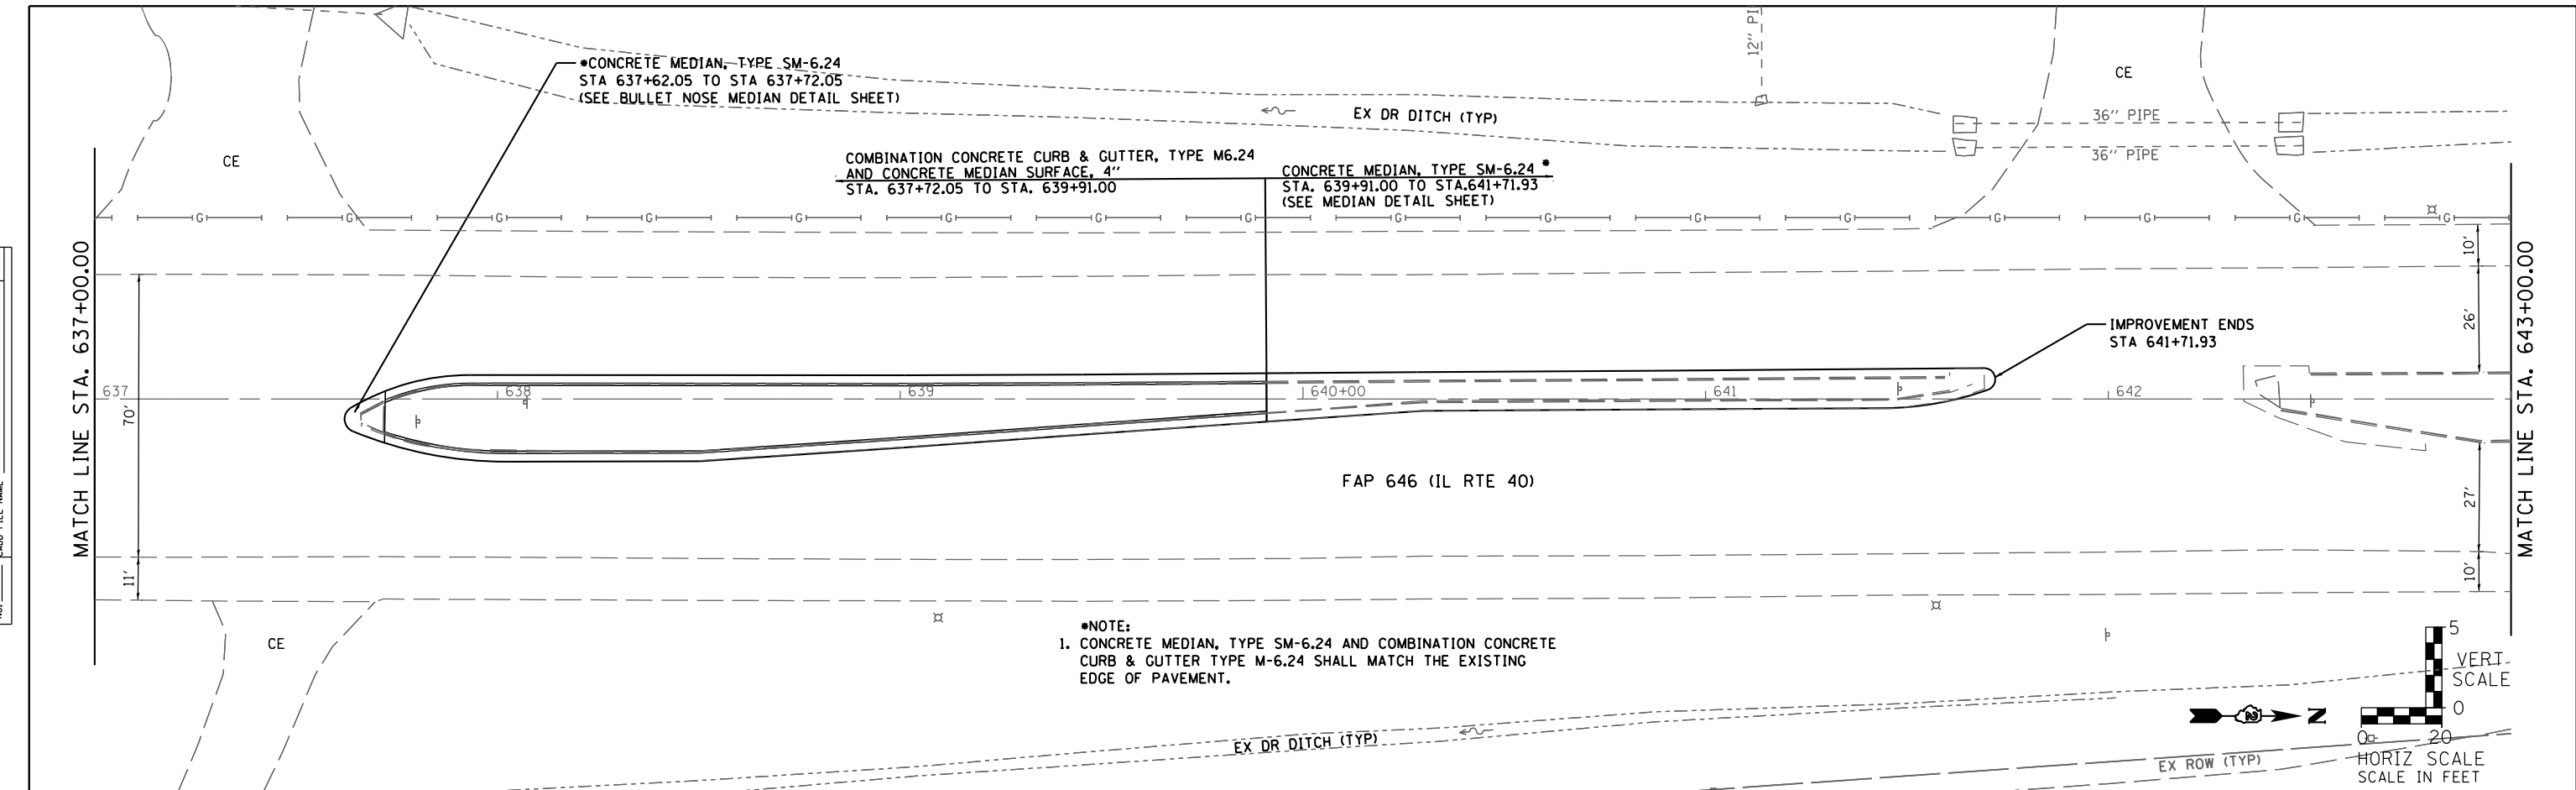 12" PI
*CONCRETE MEDIAN, TYPE SM-6.24
STA 637+62.05 TO STA 637+72.05
(SEE BULLET NOSE MEDIAN DETAIL SHEET)
CE
EX DR DITCH (TYP)
36" PIPE
36" PIPE
CE
COMBINATION CONCRETE CURB & GUTTER, TYPE M6.24
AND CONCRETE MEDIAN SURFACE, 4"
STA. 637+72.05 TO STA. 639+91.00
CONCRETE MEDIAN, TYPE SM-6.24 *
STA. 639+91.00 TO STA.641+71.93
(SEE MEDIAN DETAIL SHEET)
G G G G G G G G G G G G G G G G
MATCH LINE STA. 637+00.00
MATCH LINE STA. 643+00.00
10'
26'
IMPROVEMENT ENDS
STA 641+71.93
637 638 639 640+00 641 642
70'
FAP 646 (IL RTE 40)
27'
11'
10'
CE
*NOTE:
1. CONCRETE MEDIAN, TYPE SM-6.24 AND COMBINATION CONCRETE
CURB & GUTTER TYPE M-6.24 SHALL MATCH THE EXISTING
EDGE OF PAVEMENT.
5
VERT
SCALE
0
N
0 20
HORIZ SCALE
SCALE IN FEET
EX DR DITCH (TYP)
EX ROW (TYP)